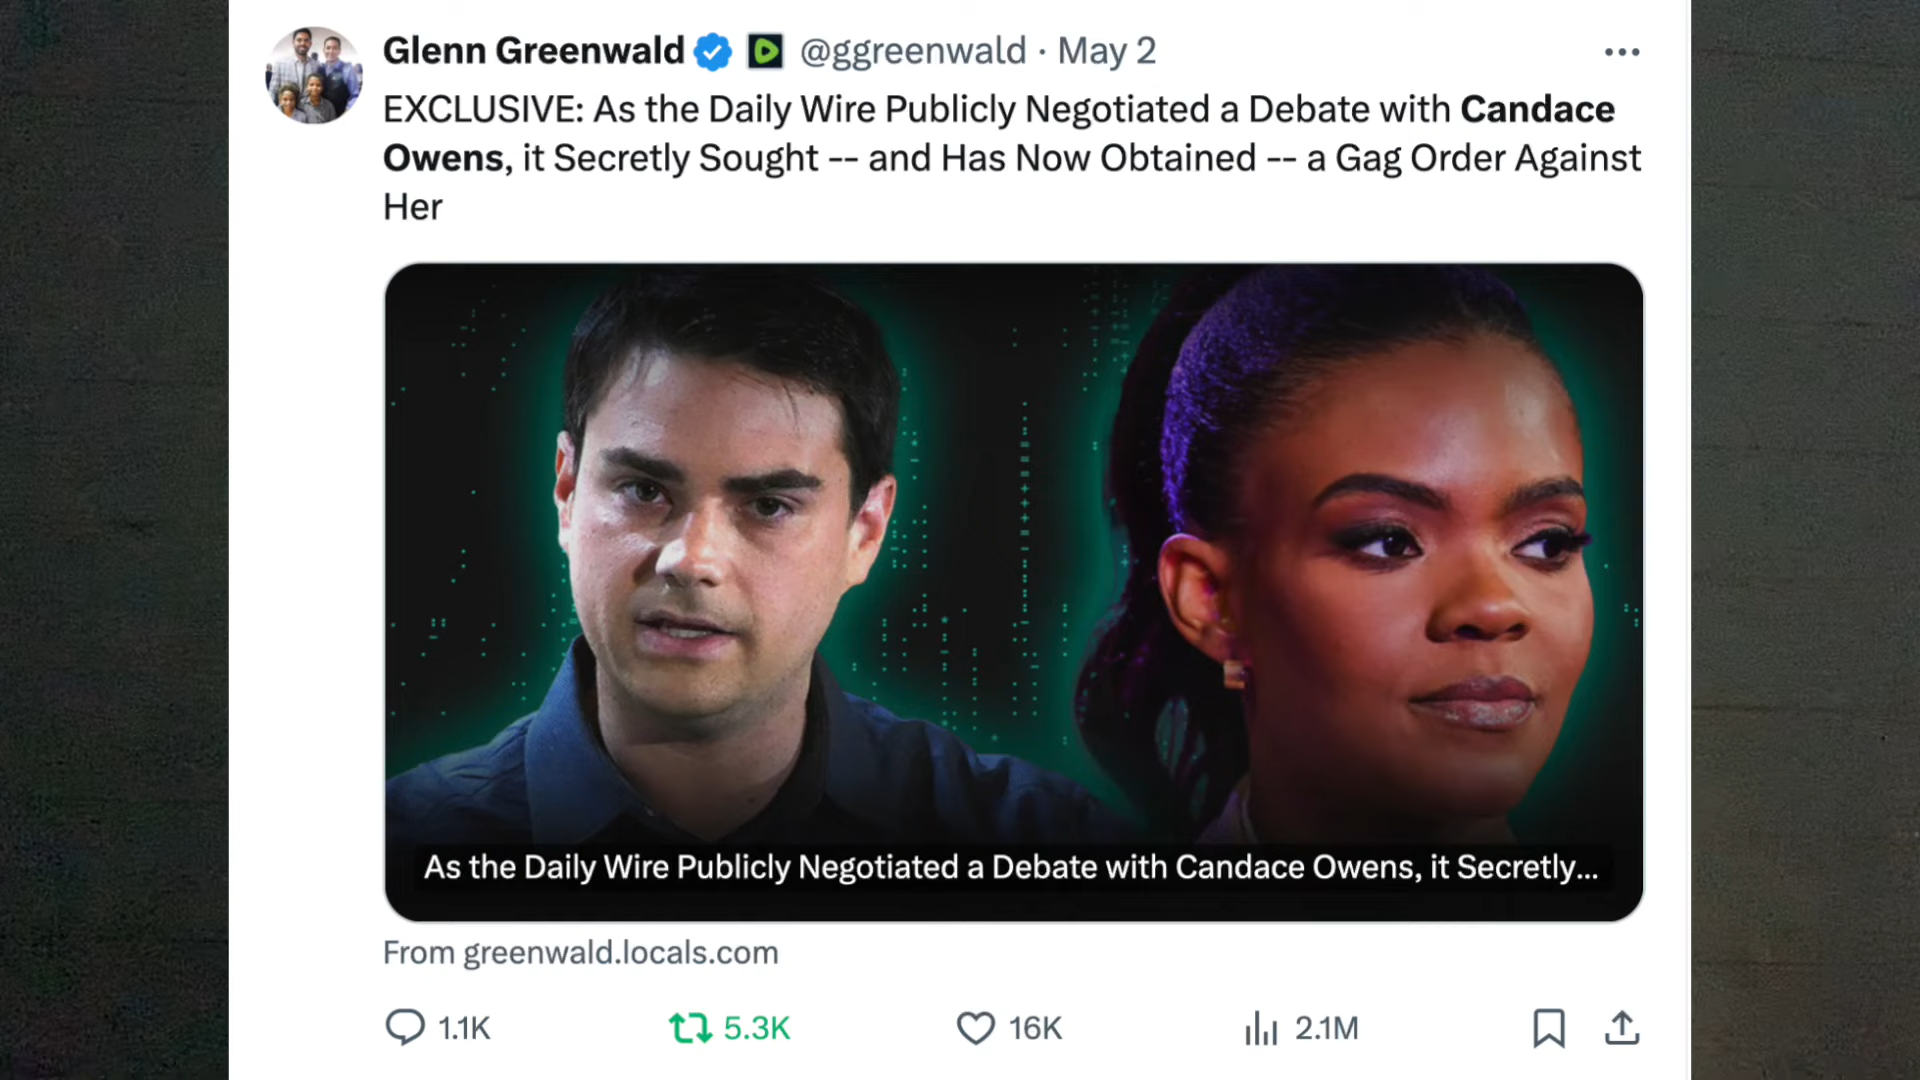 Glenn Greenwald @ggreenwald · May 2
EXCLUSIVE: As the Daily Wire Publicly Negotiated a Debate with Candace
Owens, it Secretly Sought -- and Has Now Obtained -- a Gag Order Against
Her
As the Daily Wire Publicly Negotiated a Debate with Candace Owens, it Secretly...
From greenwald.locals.com
1.1K 5.3K 16K 2.1M